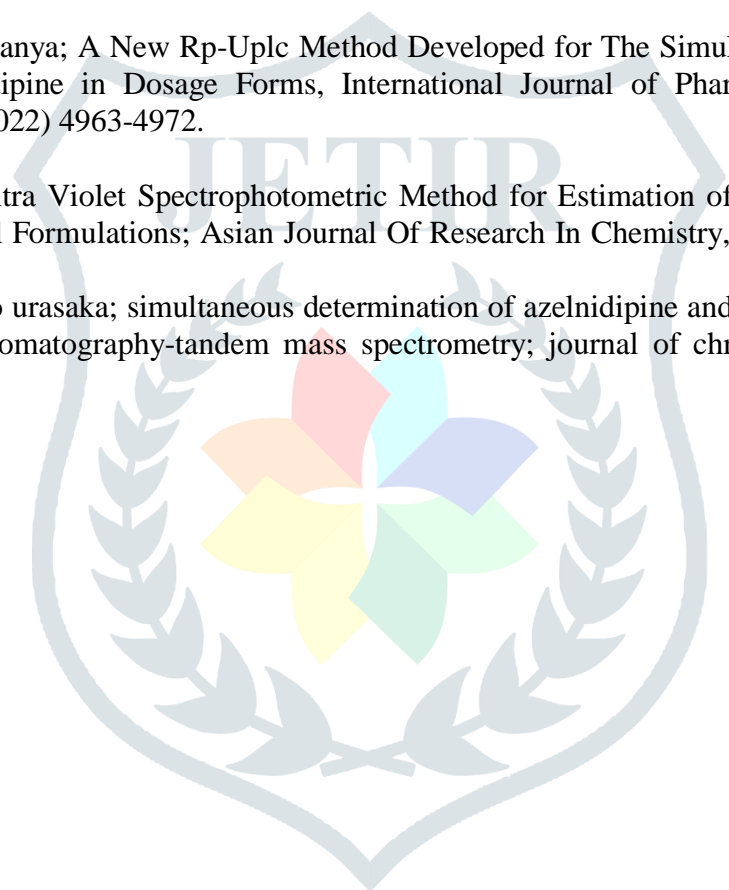 anya; A New Rp-Uplc Method Developed for The Simul
dipine in Dosage Forms, International Journal of Phar
022) 4963-4972.
tra Violet Spectrophotometric Method for Estimation of
l Formulations; Asian Journal Of Research In Chemistry,
o urasaka; simultaneous determination of azelnidipine and
omatography-tandem mass spectrometry; journal of chr
JETIR